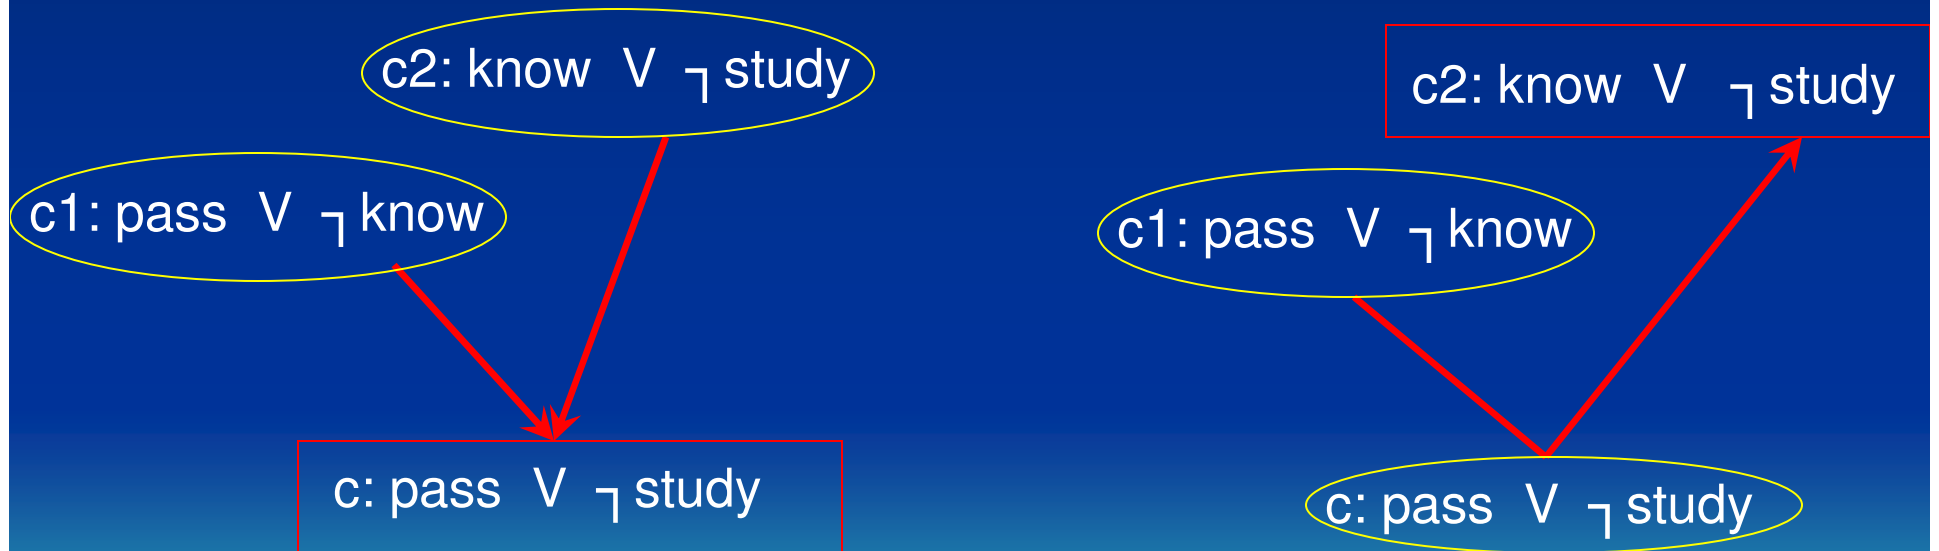 c2: know V ┐study
c1: pass V ┐know
c: pass V ┐study
c2: know V ┐study
c1: pass V ┐know
c: pass V ┐study